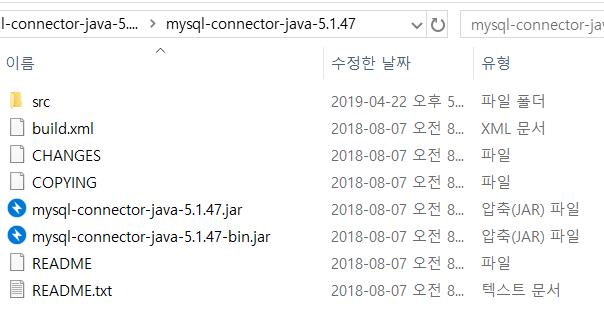 l-connector-java-5.... > mysql-connector-java-5.1.47 mysql-connector-jav
이름 수정한 날짜 유형
src 2019-04-22 오후 5... 파일 폴더
build.xml 2018-08-07 오전 8... XML 문서
CHANGES 2018-08-07 오전 8... 파일
COPYING 2018-08-07 오전 8... 파일
mysql-connector-java-5.1.47.jar 2018-08-07 오전 8... 압축(JAR) 파일
mysql-connector-java-5.1.47-bin.jar 2018-08-07 오전 8... 압축(JAR) 파일
README 2018-08-07 오전 8... 파일
README.txt 2018-08-07 오전 8... 텍스트 문서